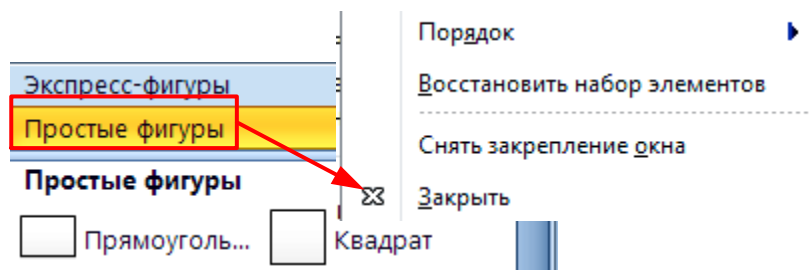 Экспресс-фигуры
Простые фигуры
Простые фигуры
Прямоуголь... Квадрат
Порядок
Восстановить набор элементов
Снять закрепление окна
Закрыть